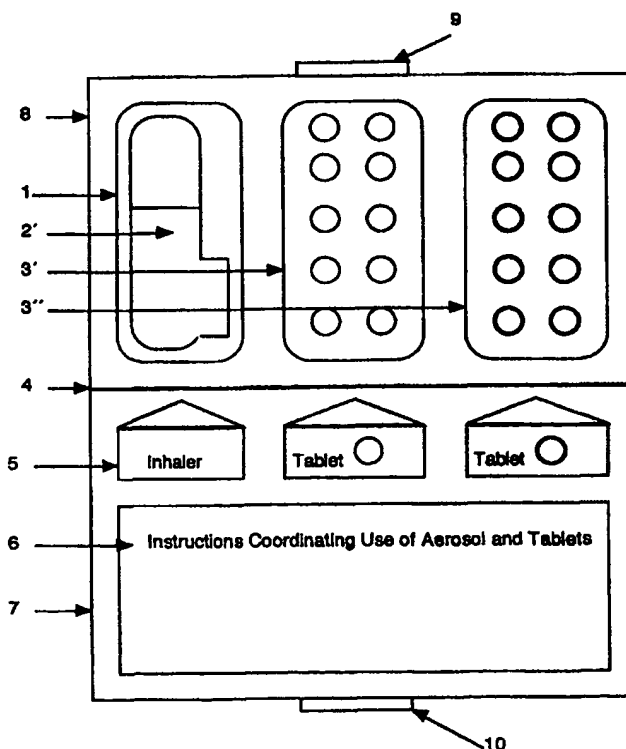 9
8
1
2'
3'
3''
4
5
Inhaler
Tablet
Tablet
6
Instructions Coordinating Use of Aerosol and Tablets
7
10